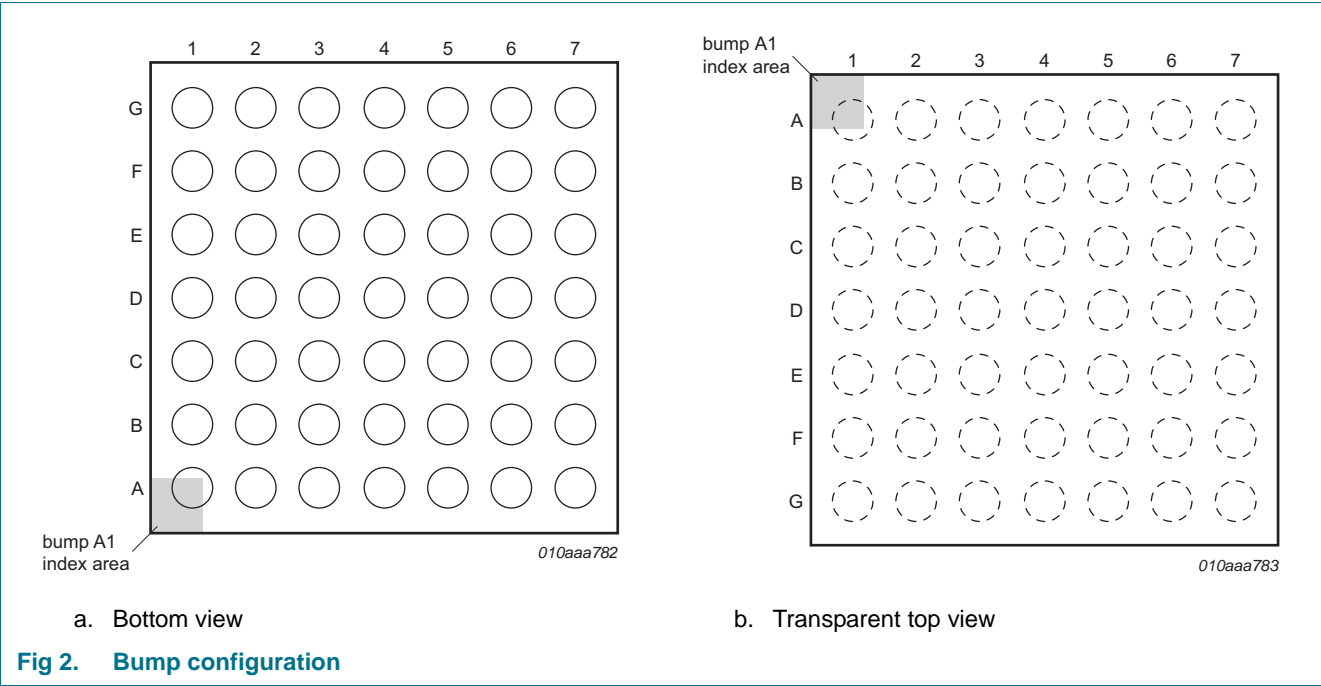 1 2 3 4 5 6 7
G
F
E
D
C
B
A
bump A1
index area
010aaa782
a. Bottom view
bump A1
index area
1 2 3 4 5 6 7
A
B
C
D
E
F
G
010aaa783
b. Transparent top view
Fig 2. Bump configuration